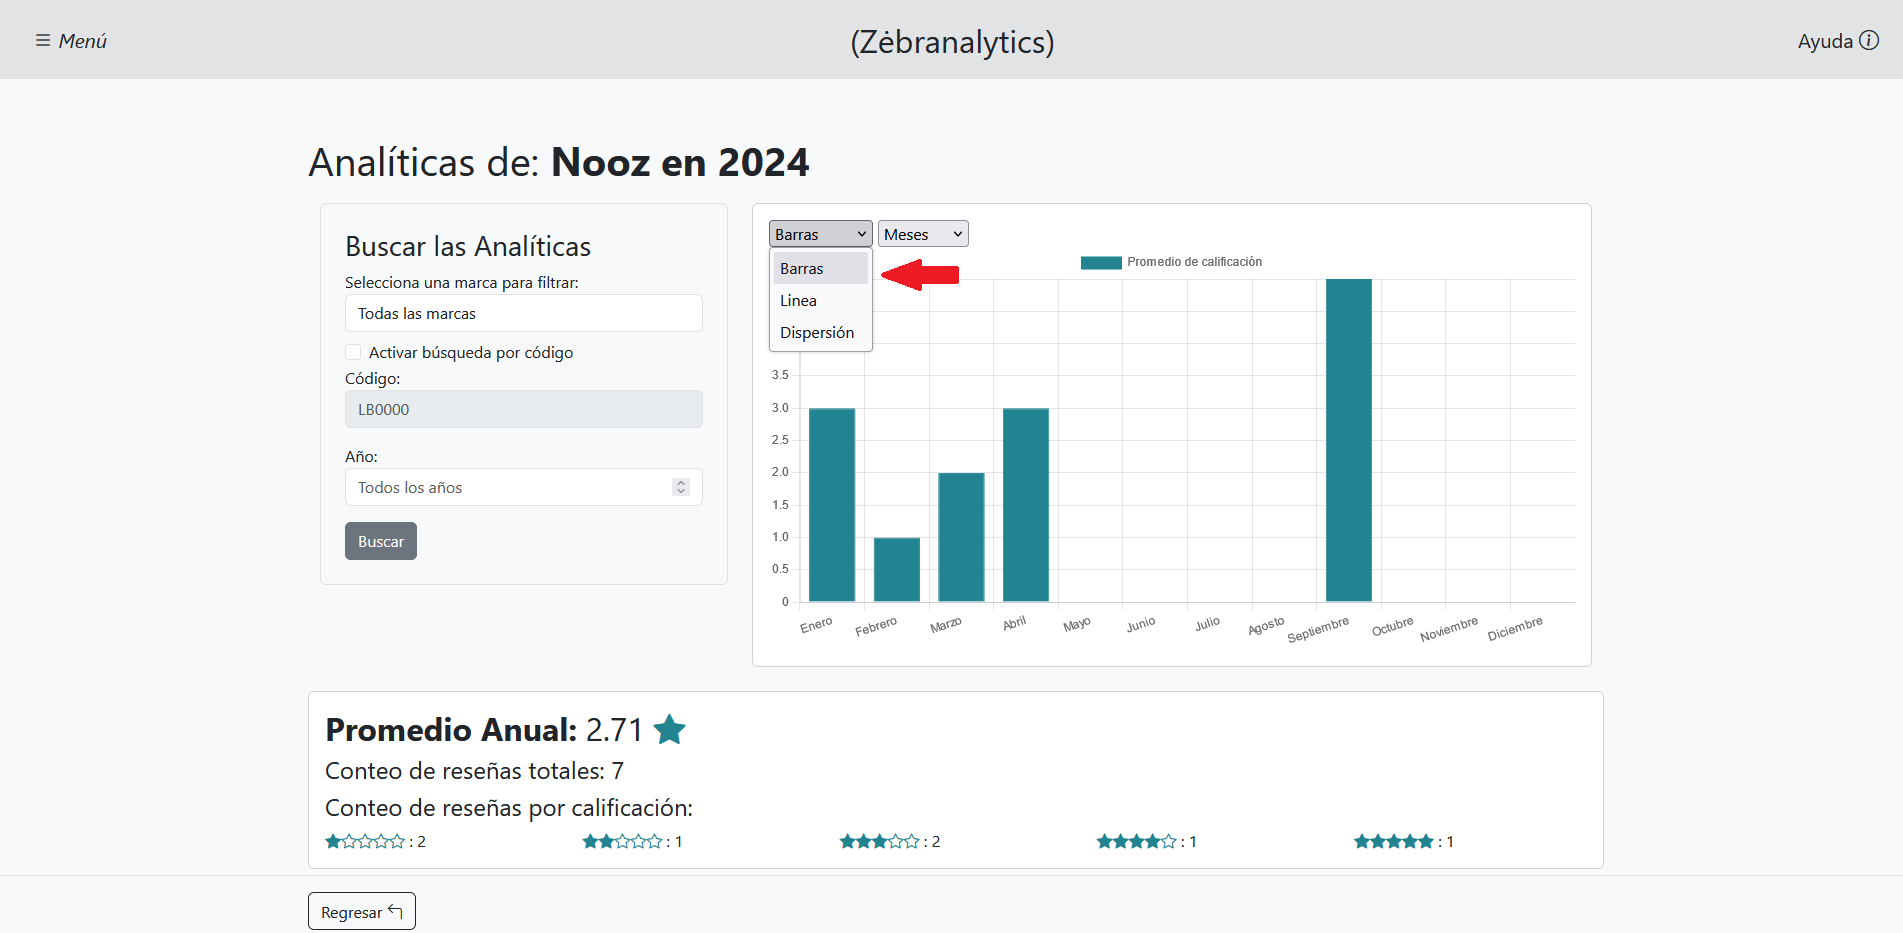 Menú
(Zėbranalytics)
Ayuda
Analíticas de: Nooz en 2024
Buscar las Analíticas
Selecciona una marca para filtrar:
Todas las marcas
Activar búsqueda por código
Código:
LB0000
Año:
Todos los años
Buscar
Barras
Meses
Barras
Linea
Dispersión
Promedio de calificación
3.5
3.0
2.5
2.0
1.5
1.0
0.5
0
Enero
Febrero
Marzo
Abril
Mayo
Junio
Julio
Agosto
Septiembre
Octubre
Noviembre
Diciembre
Promedio Anual: 2.71
Conteo de reseñas totales: 7
Conteo de reseñas por calificación:
: 2
: 1
: 2
: 1
: 1
Regresar